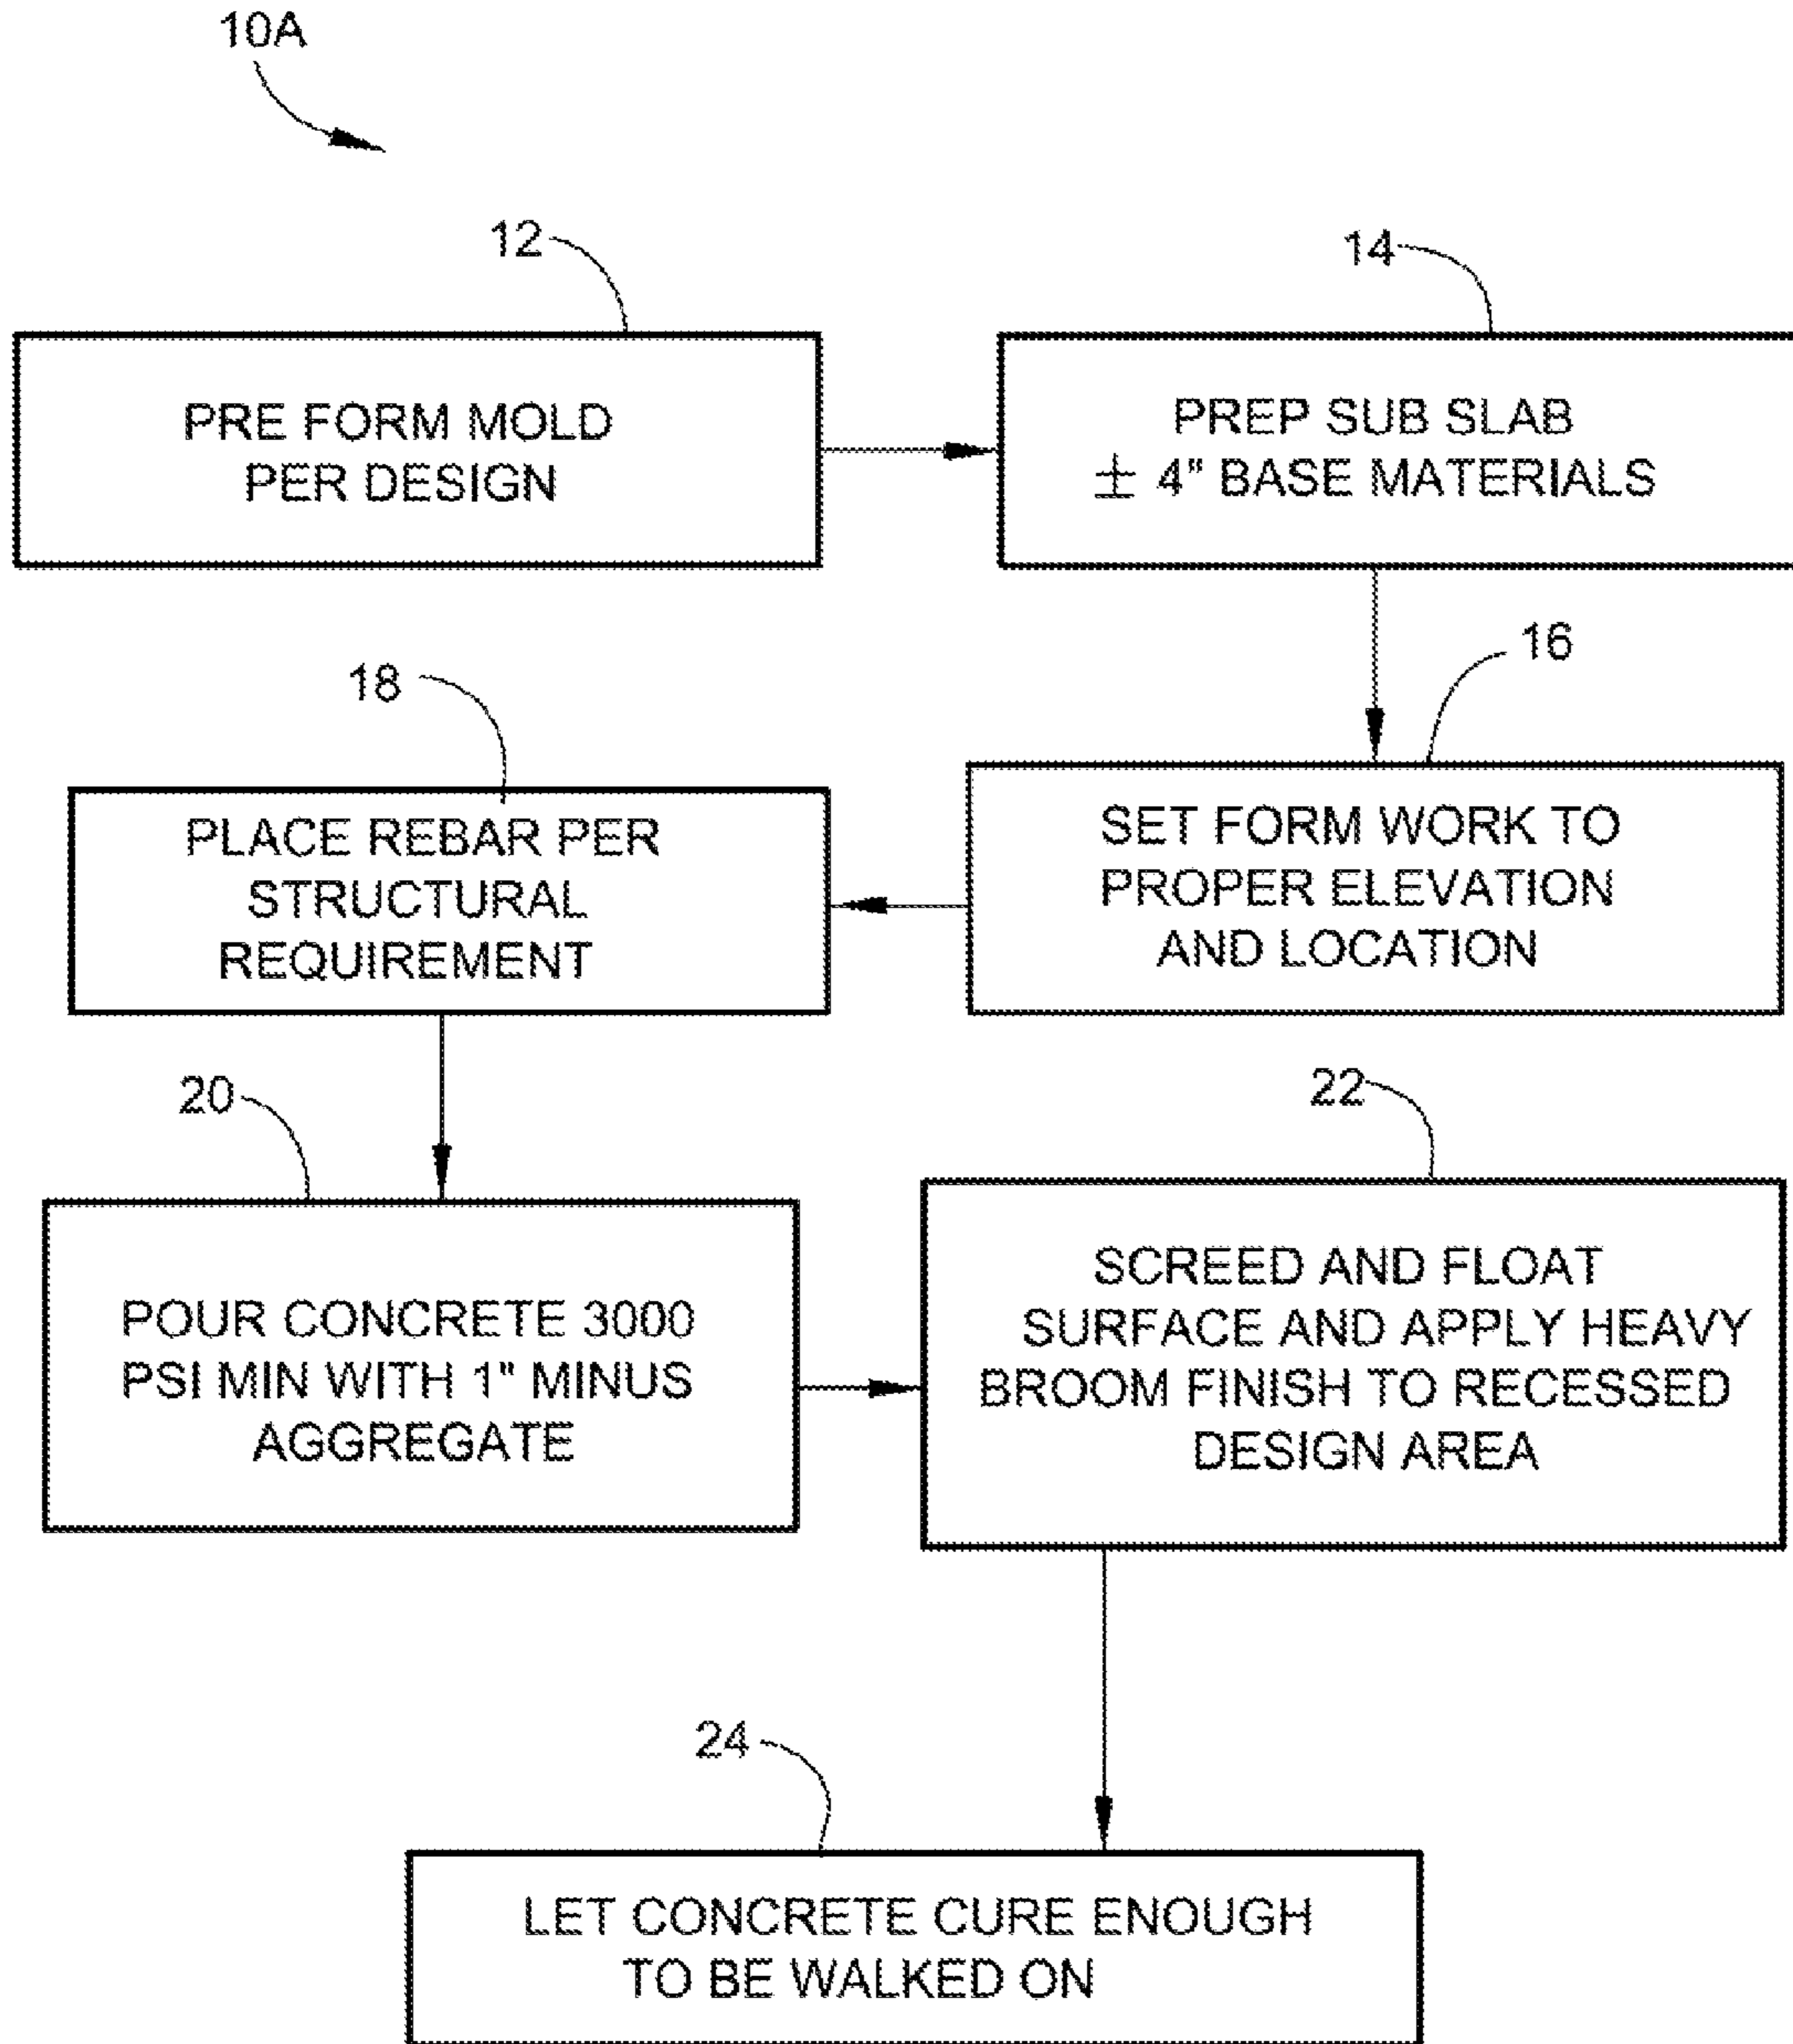 10A
12
PRE FORM MOLD
PER DESIGN
14
PREP SUB SLAB
± 4" BASE MATERIALS
16
SET FORM WORK TO
PROPER ELEVATION
AND LOCATION
18
PLACE REBAR PER
STRUCTURAL
REQUIREMENT
20
POUR CONCRETE 3000
PSI MIN WITH 1" MINUS
AGGREGATE
22
SCREED AND FLOAT
SURFACE AND APPLY HEAVY
BROOM FINISH TO RECESSED
DESIGN AREA
24
LET CONCRETE CURE ENOUGH
TO BE WALKED ON